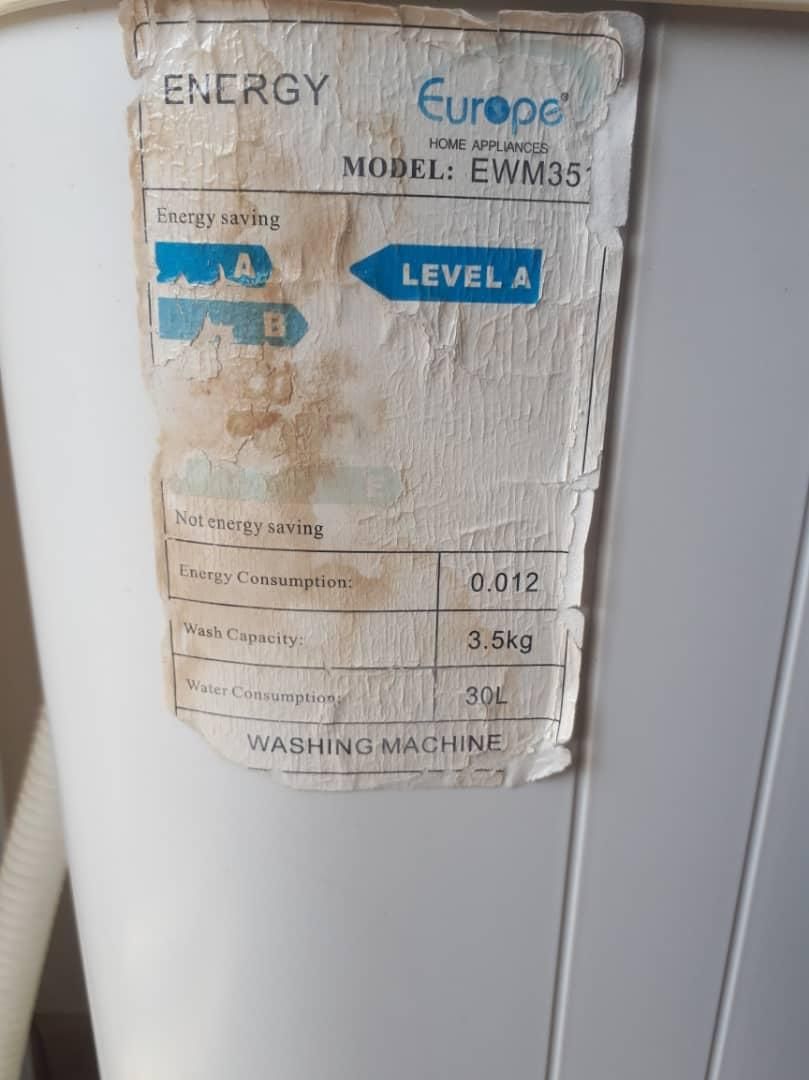 ENERGY
Europe®
HOME APPLIANCES
MODEL: EWM351
Energy saving
A
LEVEL A
B
E
Not energy saving
Energy Consumption: 0.012
Wash Capacity: 3.5kg
Water Consumption: 30L
WASHING MACHINE